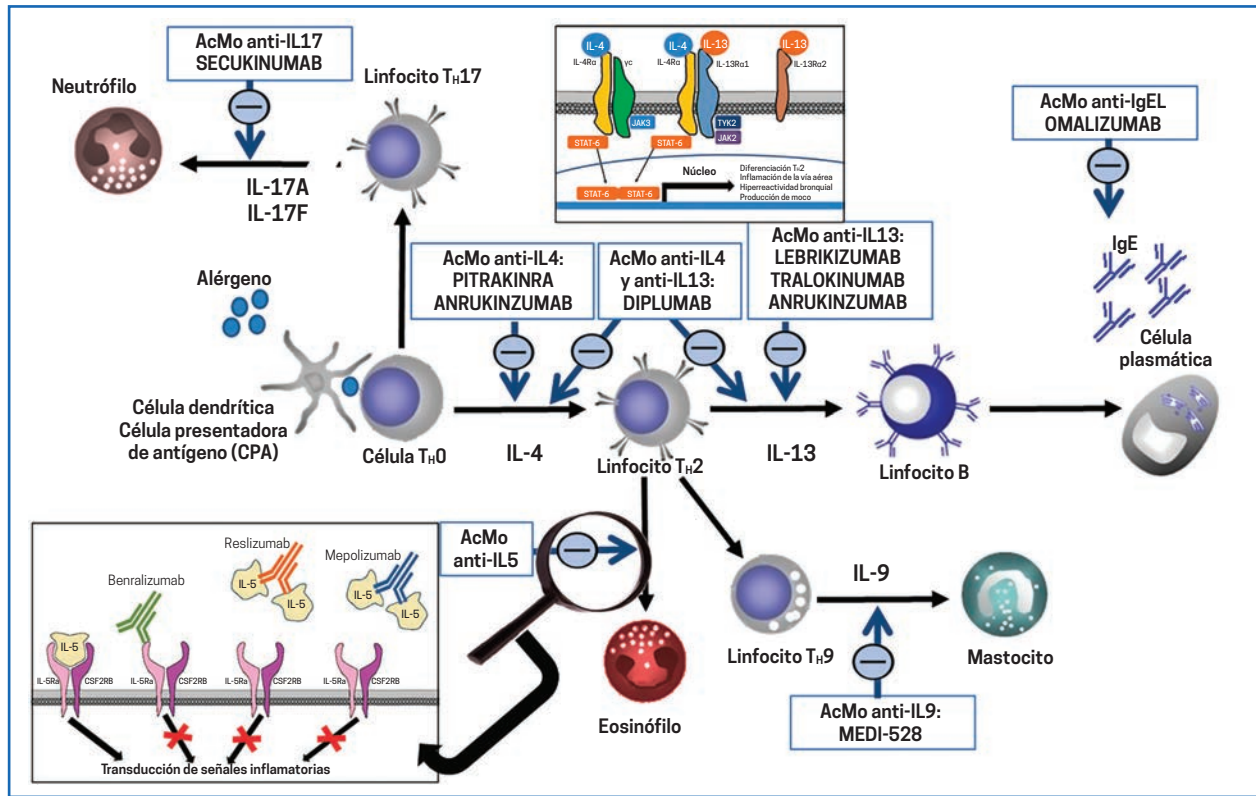 AcMo anti-IL17
SECUKINUMAB
Neutrófilo
Linfocito TH17
IL-17A
IL-17F
IL-4
IL-4
IL-13
IL-13
IL-4Rα
γc
IL-4Rα
IL-13Rα1
IL-13Rα2
JAK3
TYK2
JAK2
STAT-6
STAT-6
STAT-6
STAT-6
Núcleo
Diferenciación TH2
Inflamación de la vía aérea
Hiperreactividad bronquial
Producción de moco
AcMo anti-IgEL
OMALIZUMAB
IgE
Célula
plasmática
Alérgeno
AcMo anti-IL4:
PITRAKINRA
ANRUKINZUMAB
AcMo anti-IL4
y anti-IL13:
DIPLUMAB
AcMo anti-IL13:
LEBRIKIZUMAB
TRALOKINUMAB
ANRUKINZUMAB
Célula dendrítica
Célula presentadora
de antígeno (CPA)
Célula TH0
IL-4
Linfocito TH2
IL-13
Linfocito B
AcMo
anti-IL5
Benralizumab
Reslizumab
Mepolizumab
IL-5
IL-5
IL-5
IL-5
IL-5
IL-5Ra
CSF2RB
IL-5Ra
CSF2RB
IL-5Ra
CSF2RB
IL-5Ra
CSF2RB
Transducción de señales inflamatorias
Eosinófilo
Linfocito TH9
IL-9
Mastocito
AcMo anti-IL9:
MEDI-528